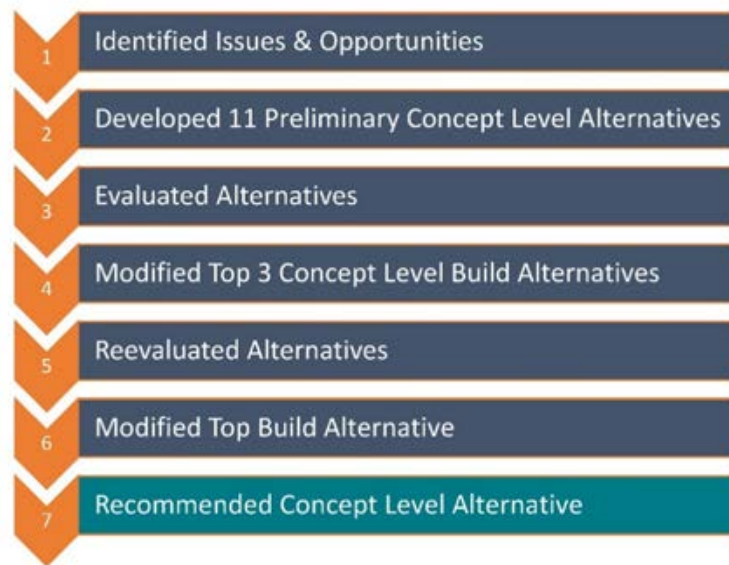 1 Identified Issues & Opportunities
2 Developed 11 Preliminary Concept Level Alternatives
3 Evaluated Alternatives
4 Modified Top 3 Concept Level Build Alternatives
5 Reevaluated Alternatives
6 Modified Top Build Alternative
7 Recommended Concept Level Alternative